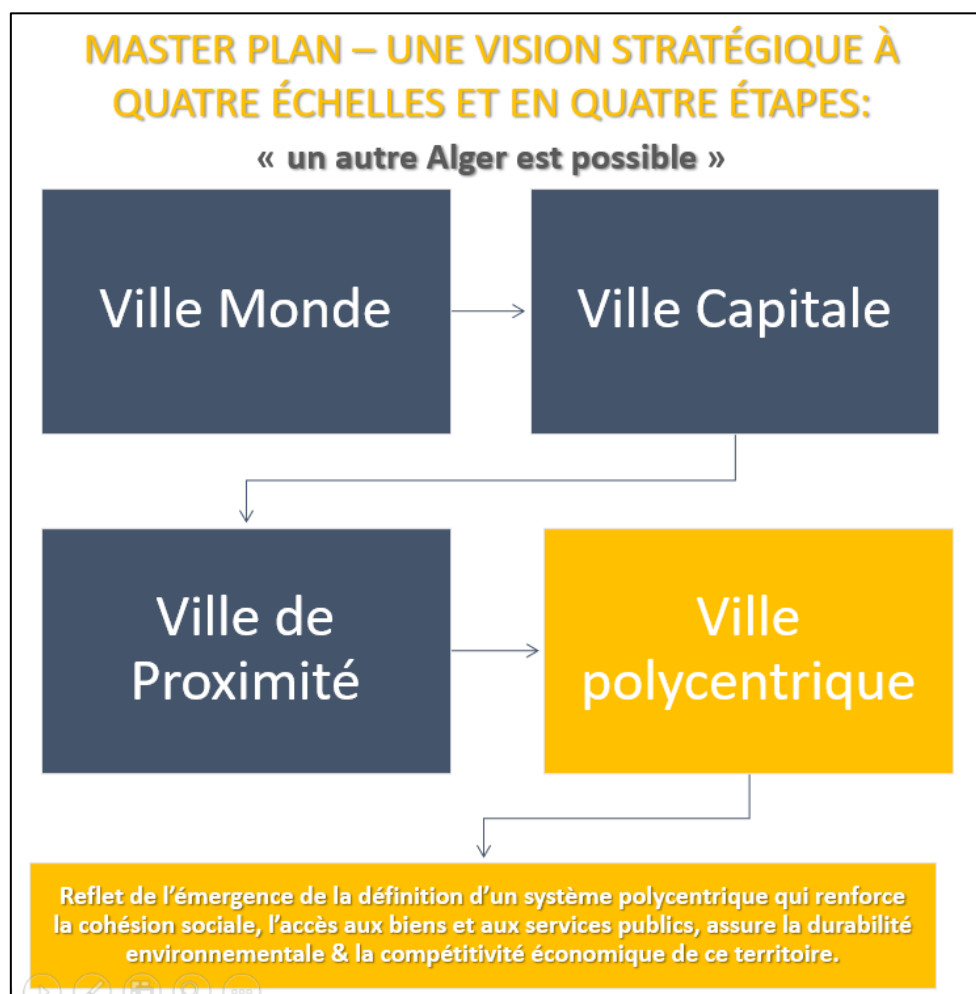 MASTER PLAN – UNE VISION STRATÉGIQUE À
QUATRE ÉCHELLES ET EN QUATRE ÉTAPES:
« un autre Alger est possible »
Ville Monde
Ville Capitale
Ville de
Proximité
Ville
polycentrique
Reflet de l’émergence de la définition d’un système polycentrique qui renforce
la cohésion sociale, l’accès aux biens et aux services publics, assure la durabilité
environnementale & la compétitivité économique de ce territoire.